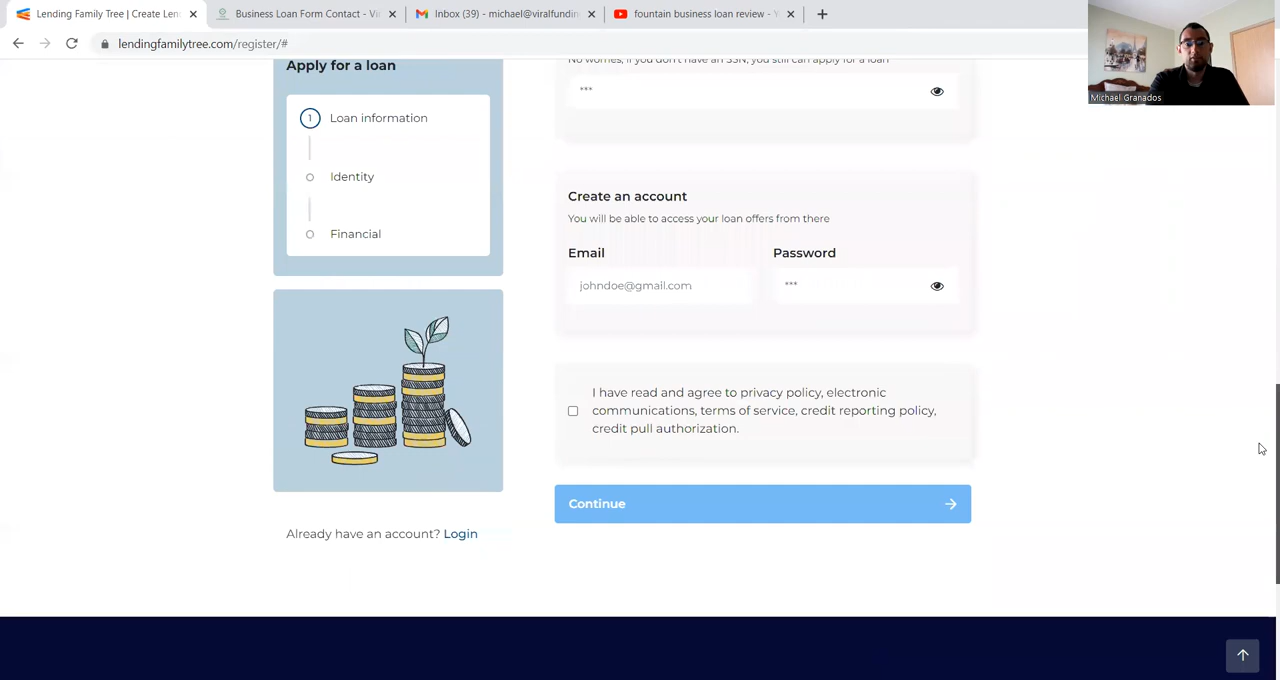 Lending Family Tree | Create Len
Business Loan Form Contact - Vi
Inbox (39) - michael@viralfundin
fountain business loan review - Y
lendingfamilytree.com/register/#
Michael Granados
Apply for a loan
1 Loan information
Identity
Financial
Already have an account? Login
No worries, if you don't have an SSN, you still can apply for a loan
***
Create an account
You will be able to access your loan offers from there
Email Password
johndoe@gmail.com ***
I have read and agree to privacy policy, electronic
communications, terms of service, credit reporting policy,
credit pull authorization.
Continue